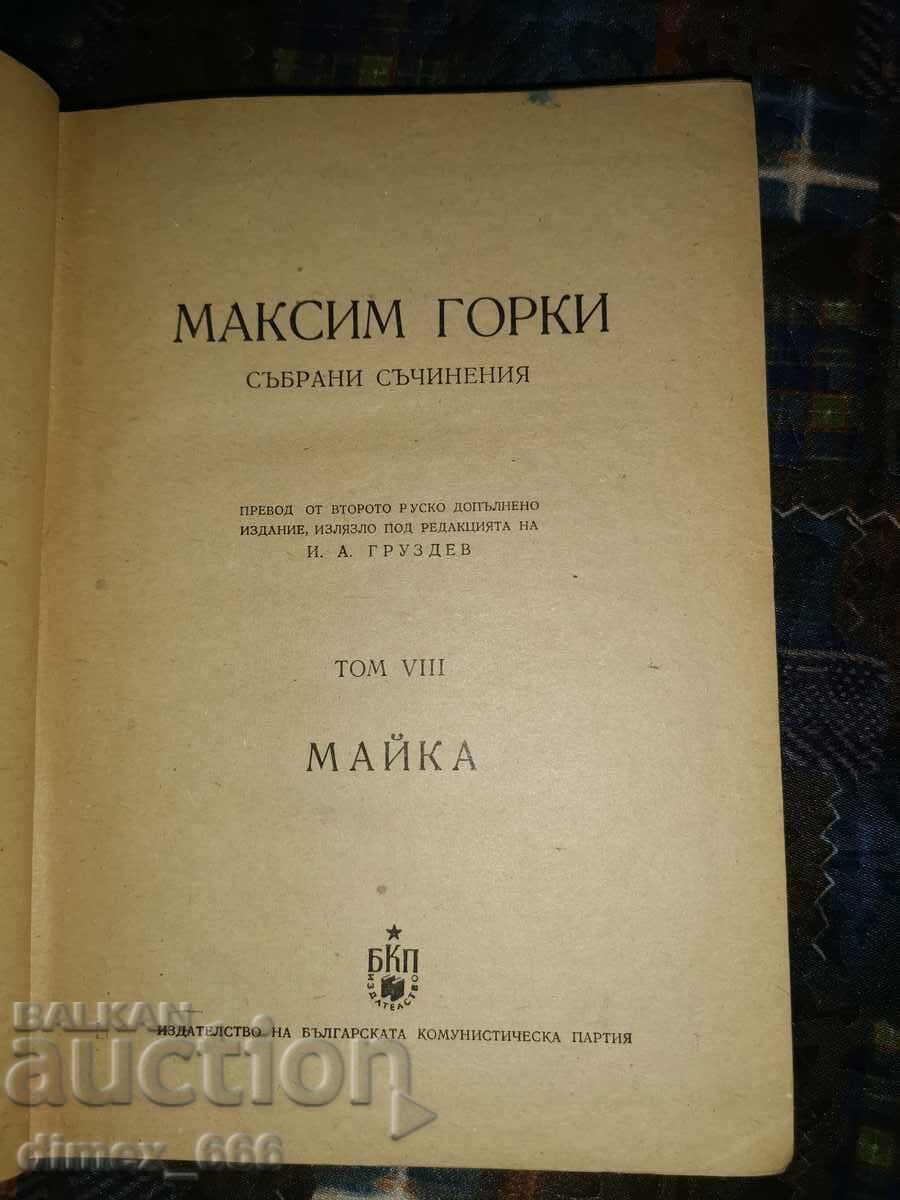 МАКСИМ ГОРКИ
СЪБРАНИ СЪЧИНЕНИЯ
ПРЕВОД ОТ ВТОРОТО РУСКО ДОПЪЛНЕНО
ИЗДАНИЕ, ИЗЛЯЗЛО ПОД РЕДАКЦИЯТА НА
И. А. ГРУЗДЕВ
ТОМ VIII
МАЙКА
БКП
ИЗДАТЕЛСТВО
ИЗДАТЕЛСТВО НА БЪЛГАРСКАТА КОМУНИСТИЧЕСКА ПАРТИЯ
BALKAN
auction
dimex_666